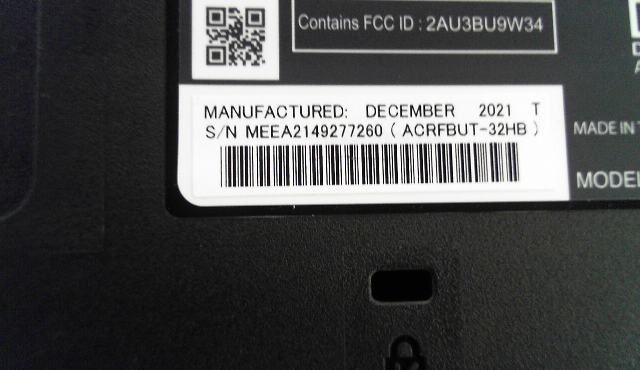 Contains FCC ID : 2AU3BU9W34
MANUFACTURED: DECEMBER 2021 T
S/N MEEA2149277260 ( ACRFBUT-32HB )
MADE IN
MODEL